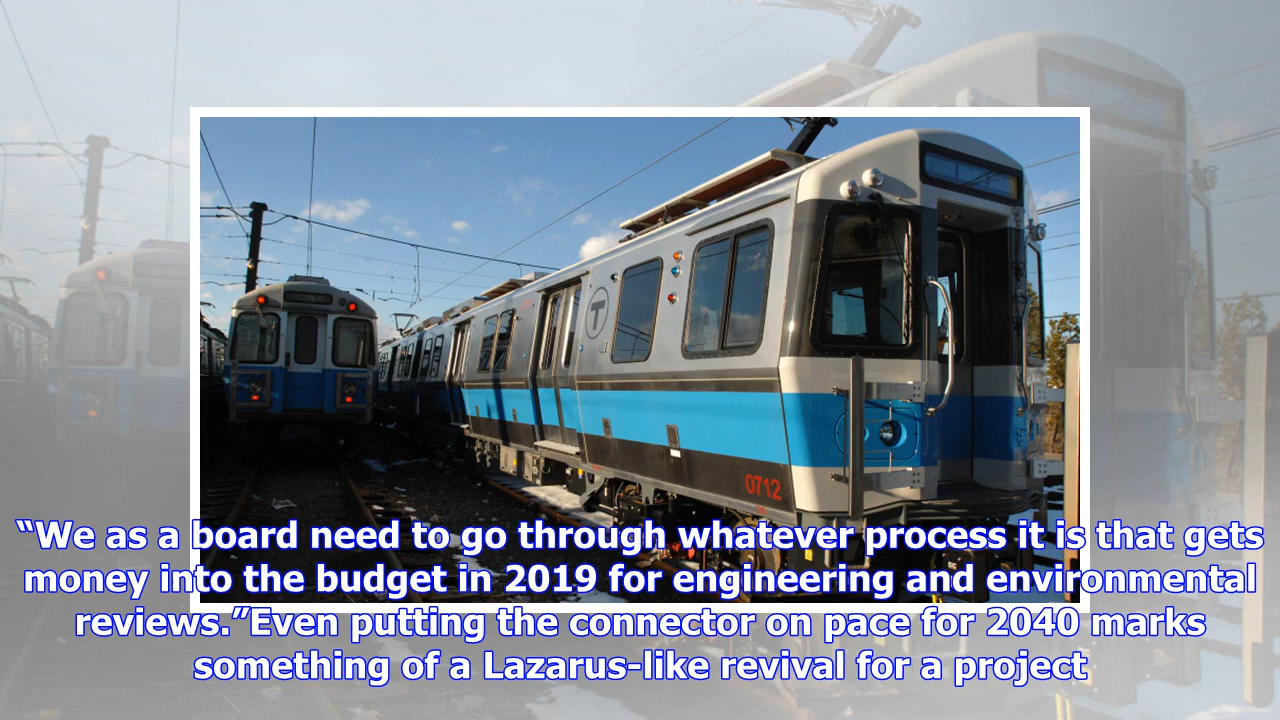 T
0712
“We as a board need to go through whatever process it is that gets
money into the budget in 2019 for engineering and environmental
reviews.”Even putting the connector on pace for 2040 marks
something of a Lazarus-like revival for a project